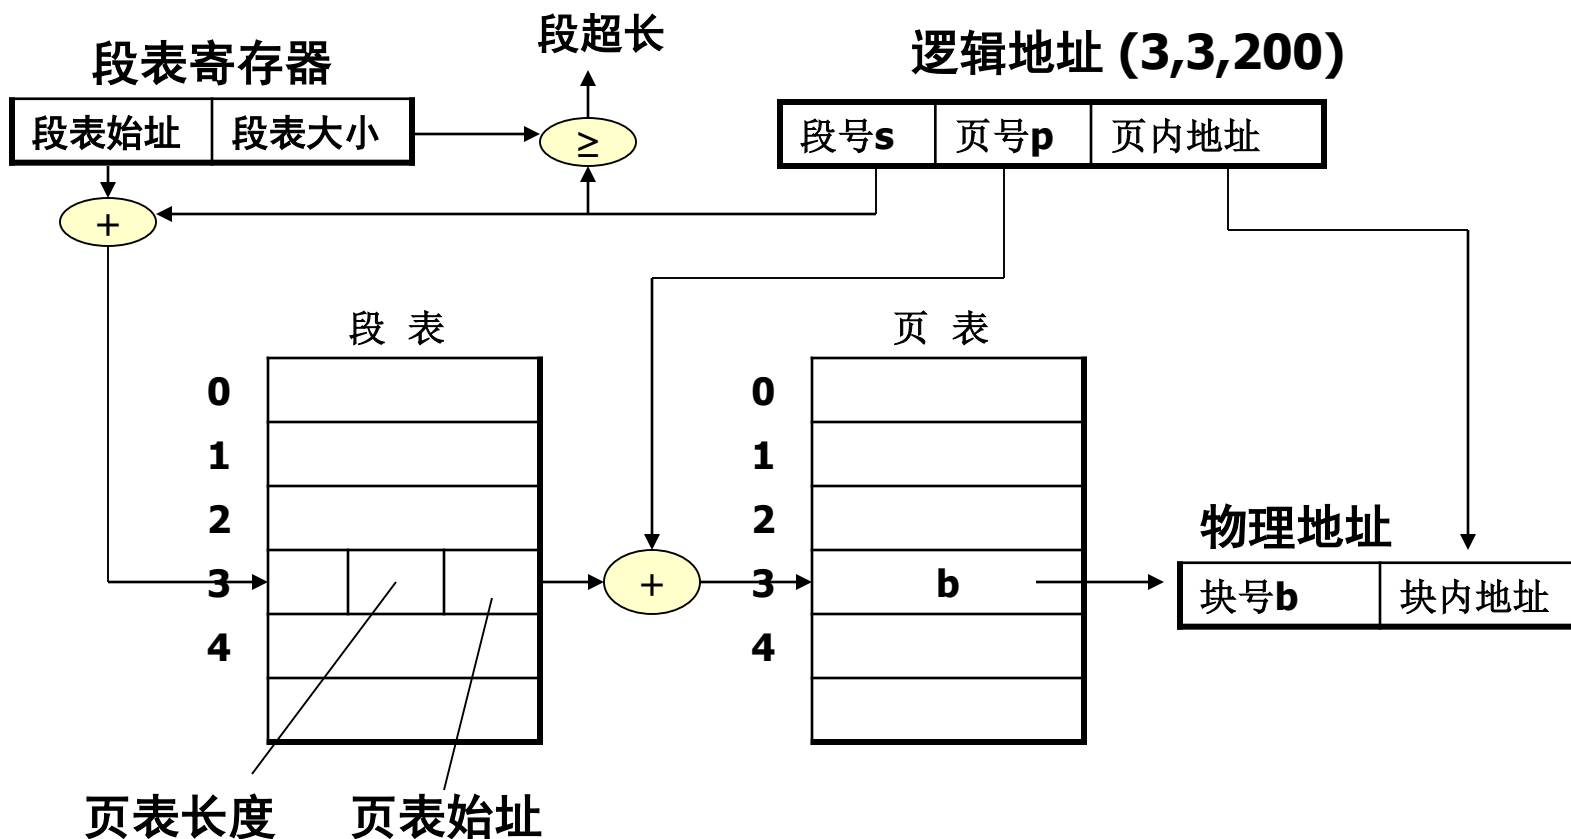 段超长
段表寄存器
逻辑地址 (3,3,200)
段表始址 段表大小
≥
段号s 页号p 页内地址
+
段 表
页 表
0
1
2
3
4
+
0
1
2
3
4
b
物理地址
块号b 块内地址
页表长度 页表始址